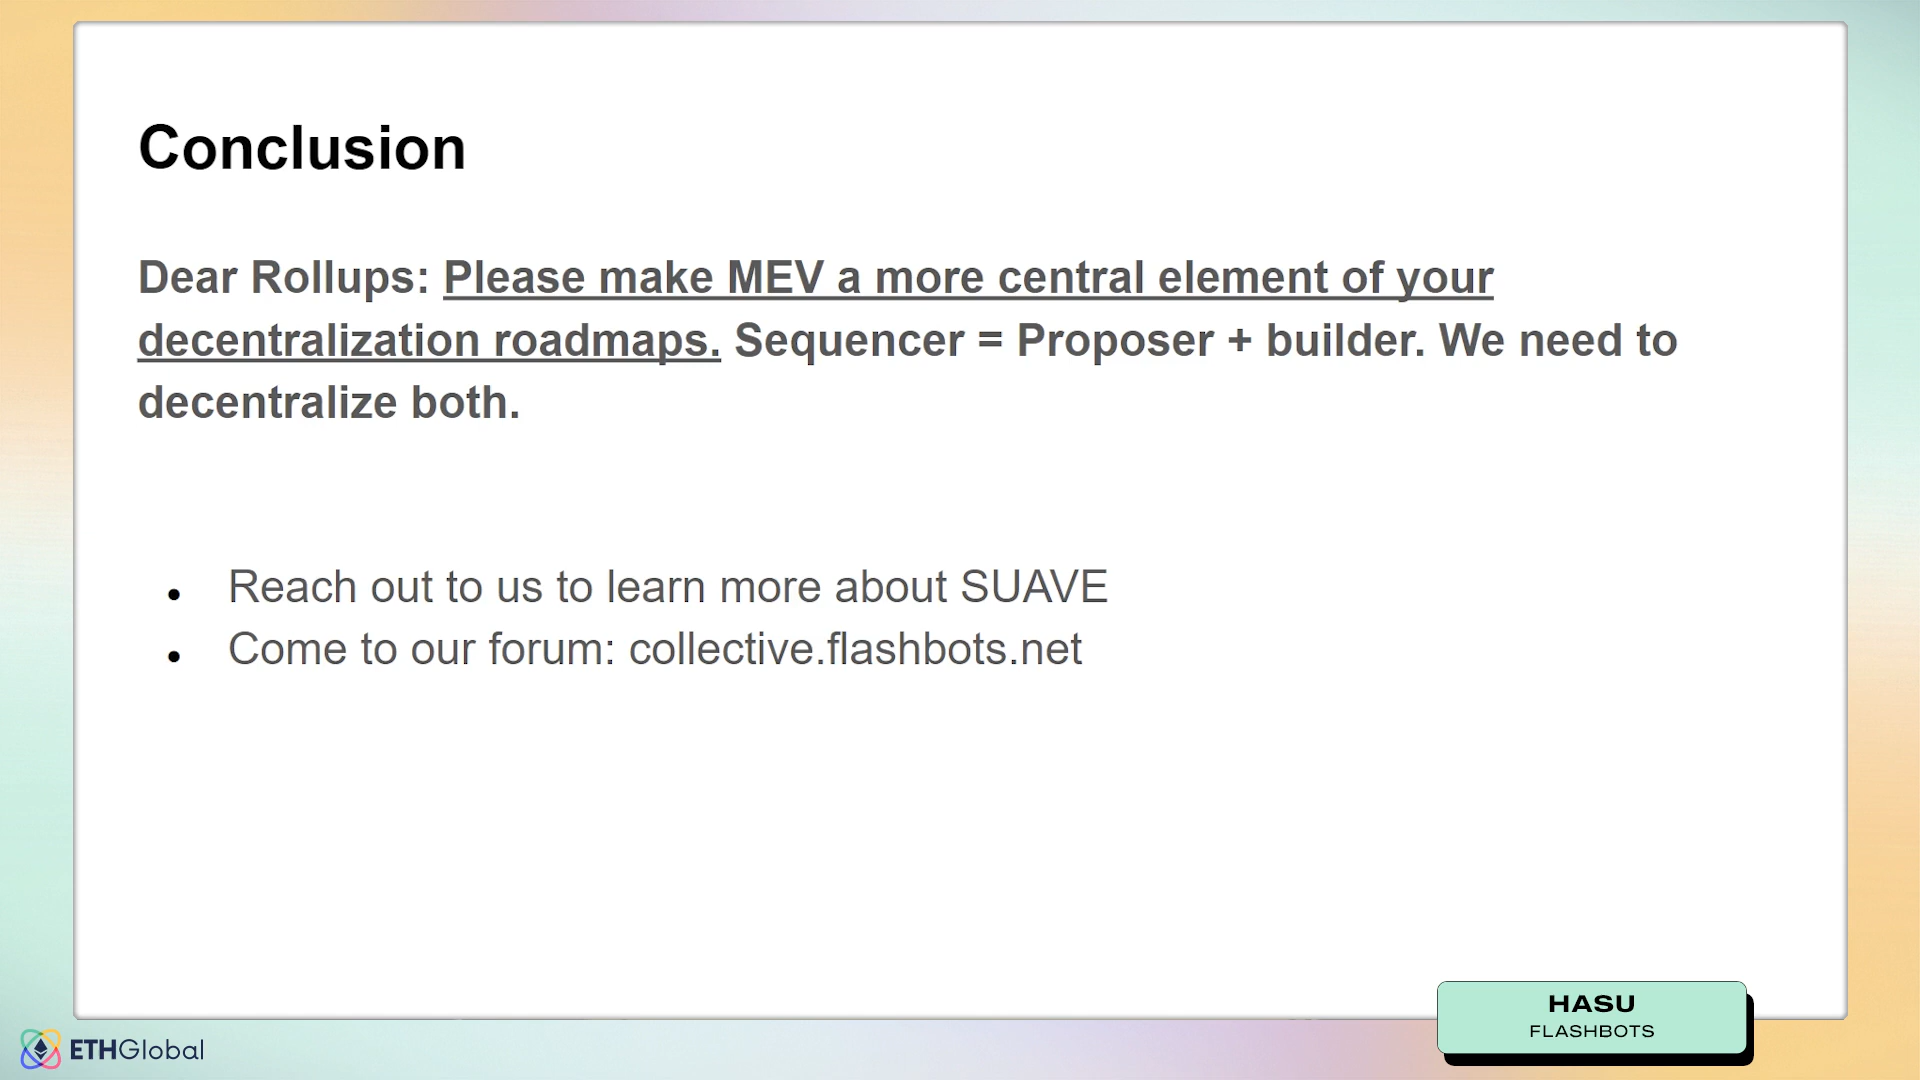 Conclusion
Dear Rollups: Please make MEV a more central element of your
decentralization roadmaps. Sequencer = Proposer + builder. We need to
decentralize both.
• Reach out to us to learn more about SUAVE
• Come to our forum: collective.flashbots.net
HASU
FLASHBOTS
ETHGlobal